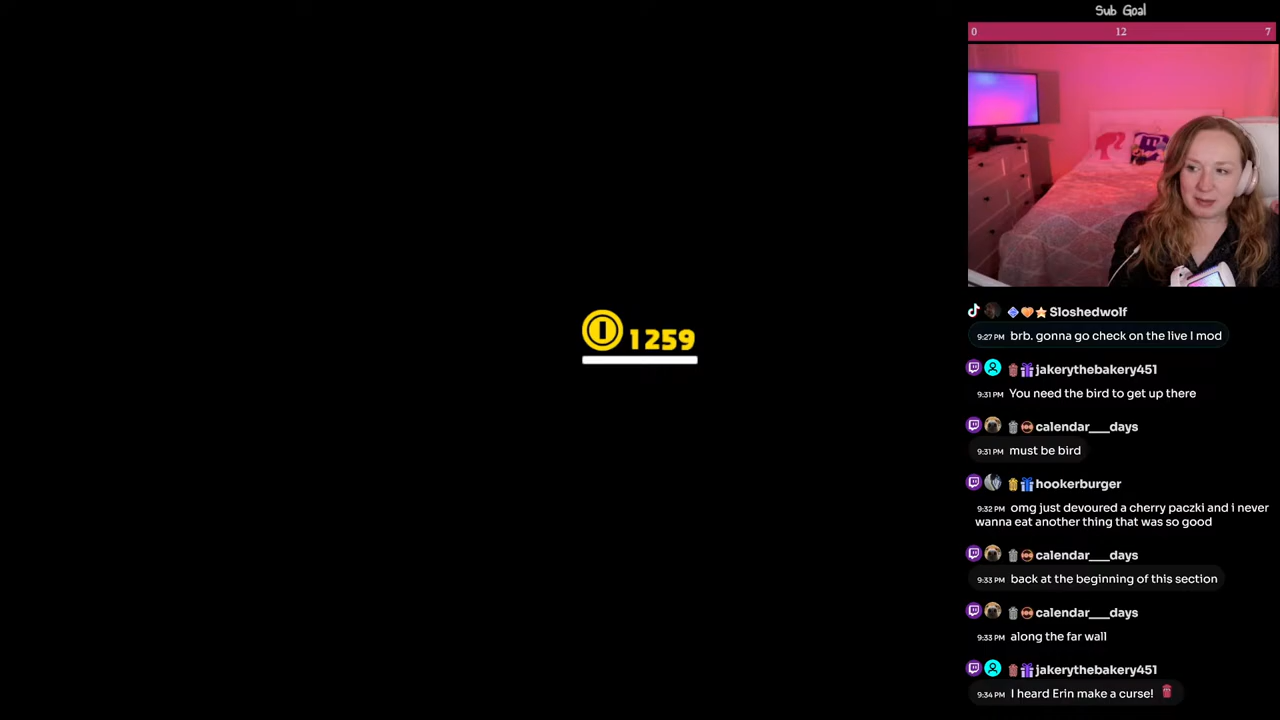 Sub Goal
0 12 7
1259
Sloshedwolf
9:27 PM brb. gonna go check on the live I mod
jakerythebakery451
9:31 PM You need the bird to get up there
calendar___days
9:31 PM must be bird
hookerburger
9:32 PM omg just devoured a cherry paczki and i never
wanna eat another thing that was so good
calendar___days
9:33 PM back at the beginning of this section
calendar___days
9:33 PM along the far wall
jakerythebakery451
9:34 PM I heard Erin make a curse!